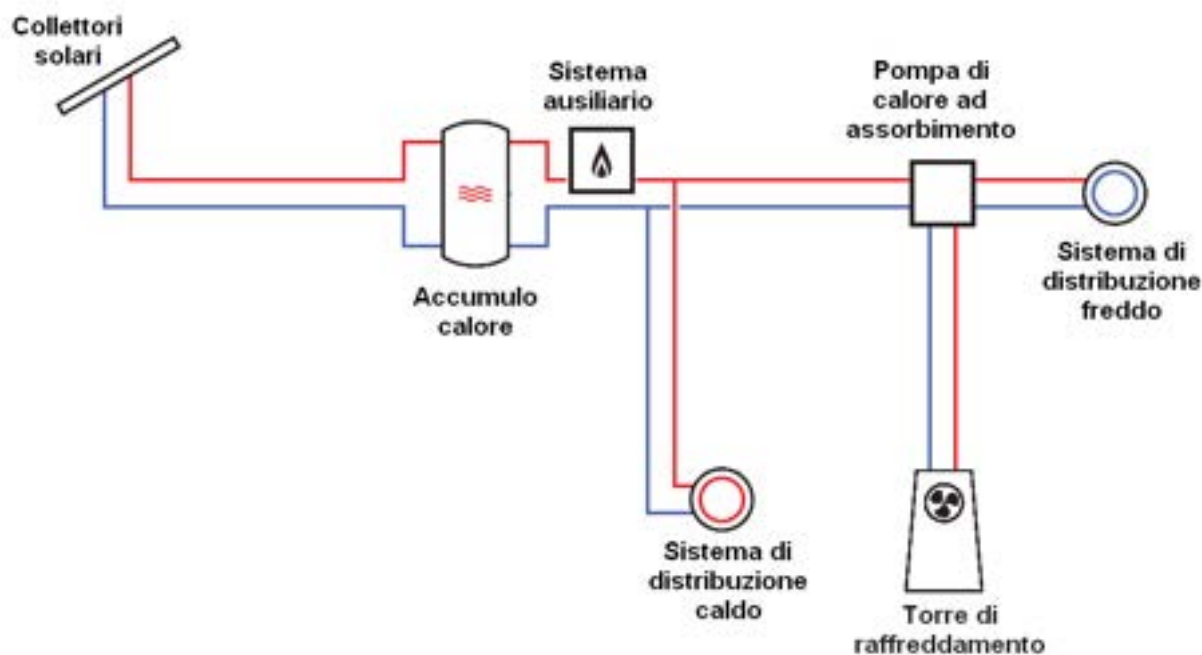 Collettori
solari
Sistema
ausiliario
Pompa di
calore ad
assorbimento
Accumulo
calore
Sistema di
distribuzione
freddo
Sistema di
distribuzione
caldo
Torre di
raffreddamento